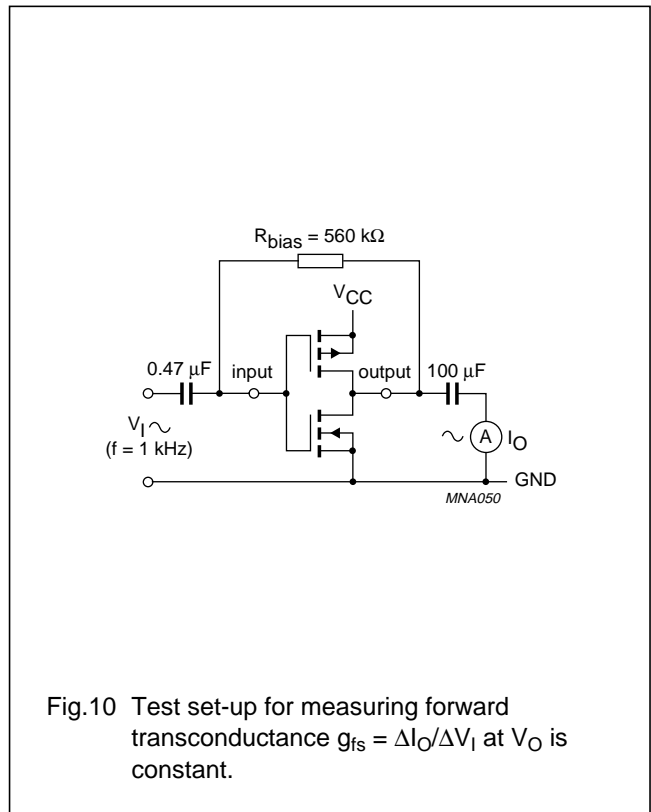 R_bias = 560 kΩ
V_CC
0.47 μF
input
output
100 μF
V_I ∼
(f = 1 kHz)
∼ A I_O
GND
MNA050
Fig.10 Test set-up for measuring forward
transconductance g_fs = ΔI_O/ΔV_I at V_O is
constant.